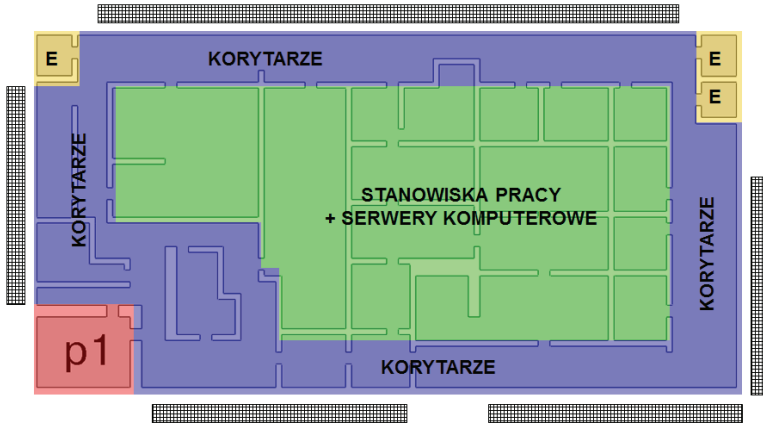 E
KORYTARZE
E
E
KORYTARZE
STANOWISKA PRACY
+ SERWERY KOMPUTEROWE
KORYTARZE
p1
KORYTARZE